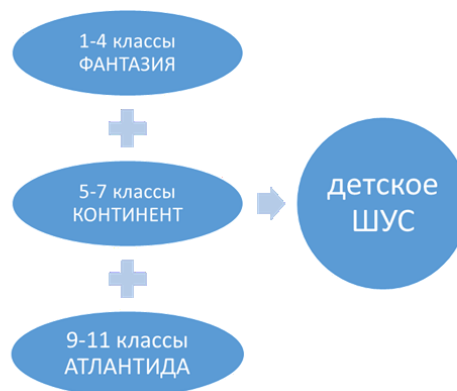 1-4 классы
ФАНТАЗИЯ
5-7 классы
КОНТИНЕНТ
детское
ШУС
9-11 классы
АТЛАНТИДА